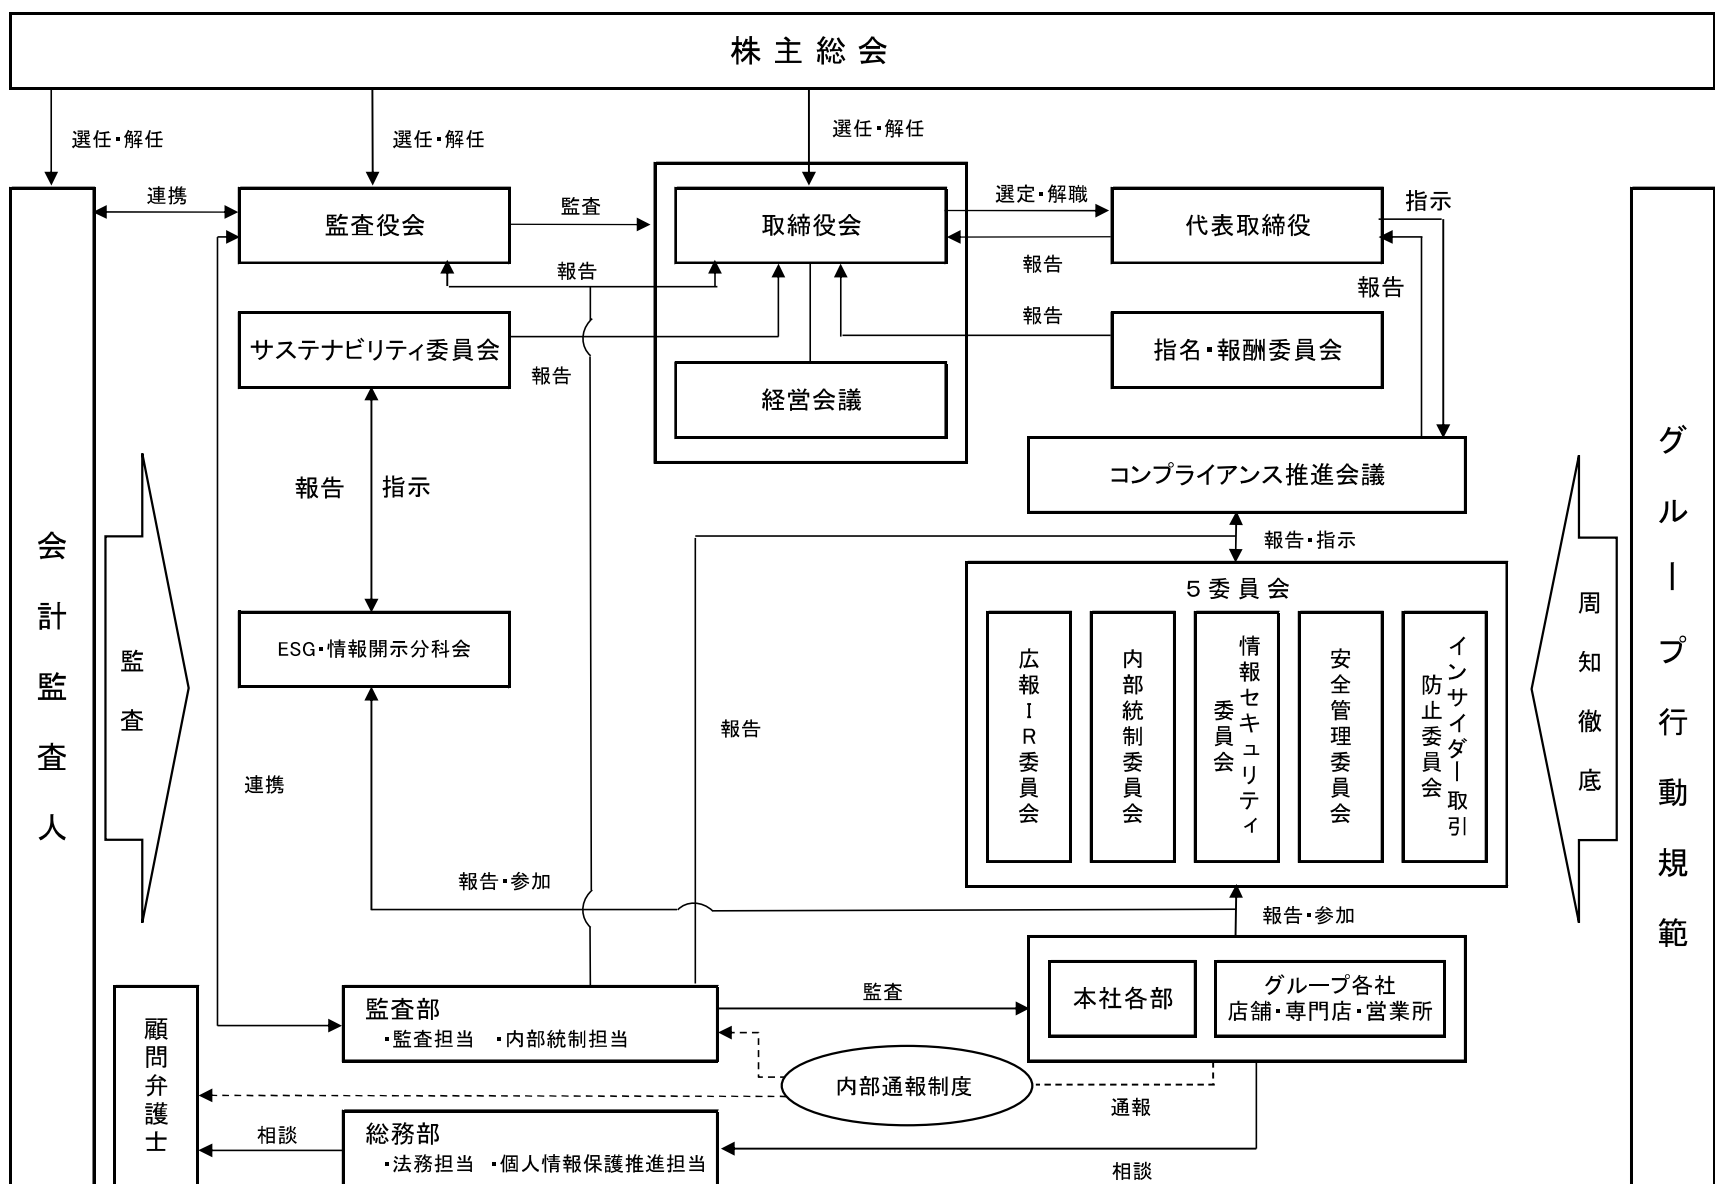 株主総会
選任・解任
選任・解任
選任・解任
連携
監査役会
監査
取締役会
選定・解職
代表取締役
指示
報告
報告
報告
報告
サステナビリティ委員会
報告
指名・報酬委員会
経営会議
コンプライアンス推進会議
報告
指示
報告・指示
会計監査人
監査
グループ行動規範
周知徹底
5委員会
広報IR委員会
内部統制委員会
情報セキュリティ
委員会
安全管理委員会
インサイダー取引
防止委員会
ESG・情報開示分科会
報告
連携
報告・参加
報告・参加
監査部
・監査担当 ・内部統制担当
監査
本社各部
グループ各社
店舗・専門店・営業所
顧問弁護士
内部通報制度
通報
相談
総務部
・法務担当 ・個人情報保護推進担当
相談